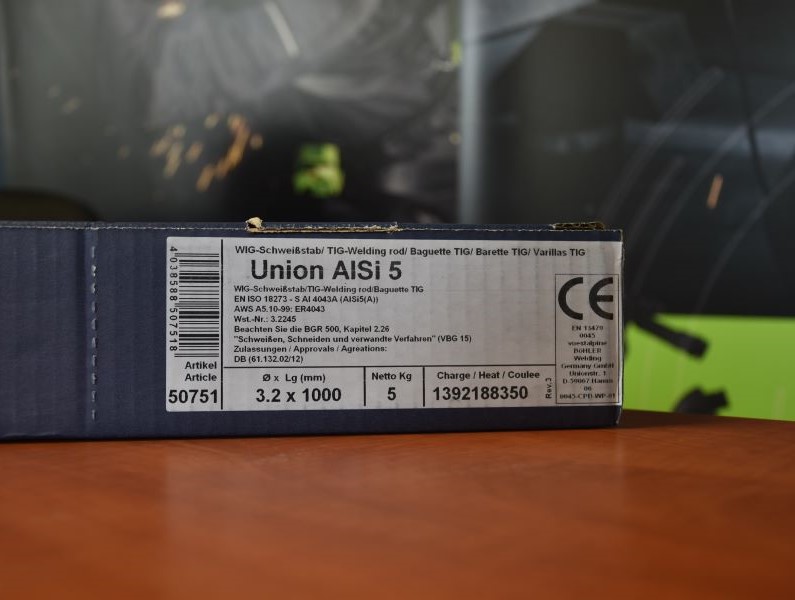 4 038588 507518
Artikel
Article
50751
WIG-Schweißstab/ TIG-Welding rod/ Baguette TIG/ Barette TIG/ Varillas TIG
Union AlSi 5
WIG-Schweißstab/TIG-Welding rod/Baguette TIG
EN ISO 18273 - S Al 4043A (AlSi5(A))
AWS A5.10-99: ER4043
Wst.-Nr.: 3.2245
Beachten Sie die BGR 500, Kapitel 2.26
"Schweißen, Schneiden und verwandte Verfahren" (VBG 15)
Zulassungen / Approvals / Agreations:
DB (61.132.02/12)
Ø x Lg (mm)
3.2 x 1000
Netto Kg
5
Charge / Heat / Coulee
1392188350
Rev.3
CE
EN 13479
0045
voestalpine
BÖHLER
Welding
Germany GmbH
Unionstr. 1
D-59067 Hamm
06
0045-CPD-WP-01